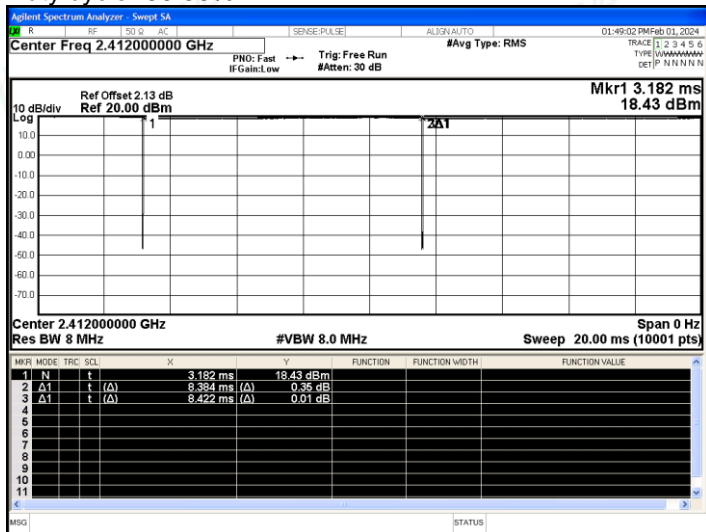 Agilent Spectrum Analyzer - Swept SA
R RF 50 Ω AC SENSE:PULSE ALIGN AUTO 01:49:02 PM Feb 01, 2024
Center Freq 2.412000000 GHz #Avg Type: RMS TRACE 1 2 3 4 5 6
PNO: Fast Trig: Free Run TYPE
IFGain:Low #Atten: 30 dB DET P N N N N N
Ref Offset 2.13 dB Mkr1 3.182 ms
10 dB/div Ref 20.00 dBm 18.43 dBm
Log
1 2Δ1
10.0
0.00
-10.0
-20.0
-30.0
-40.0
-50.0
-60.0
-70.0
Center 2.412000000 GHz Span 0 Hz
Res BW 8 MHz #VBW 8.0 MHz Sweep 20.00 ms (10001 pts)
MKR MODE TRC SCL X Y FUNCTION FUNCTION WIDTH FUNCTION VALUE
1 N t 3.182 ms 18.43 dBm
2 Δ1 t (Δ) 8.384 ms (Δ) 0.35 dB
3 Δ1 t (Δ) 8.422 ms (Δ) 0.01 dB
4
5
6
7
8
9
10
11
MSG STATUS